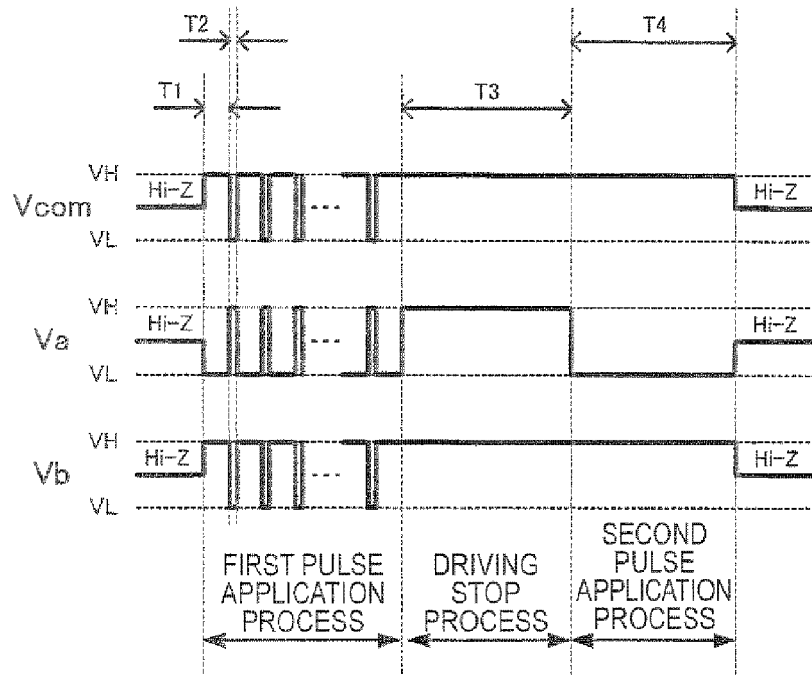 T2
T4
T1
T3
VH
Hi-Z
Hi-Z
Vcom
...
VL
VH
Hi-Z
Hi-Z
Va
...
VL
VH
Hi-Z
Hi-Z
Vb
...
VL
FIRST PULSE
APPLICATION
PROCESS
DRIVING
STOP
PROCESS
SECOND
PULSE
APPLICATION
PROCESS